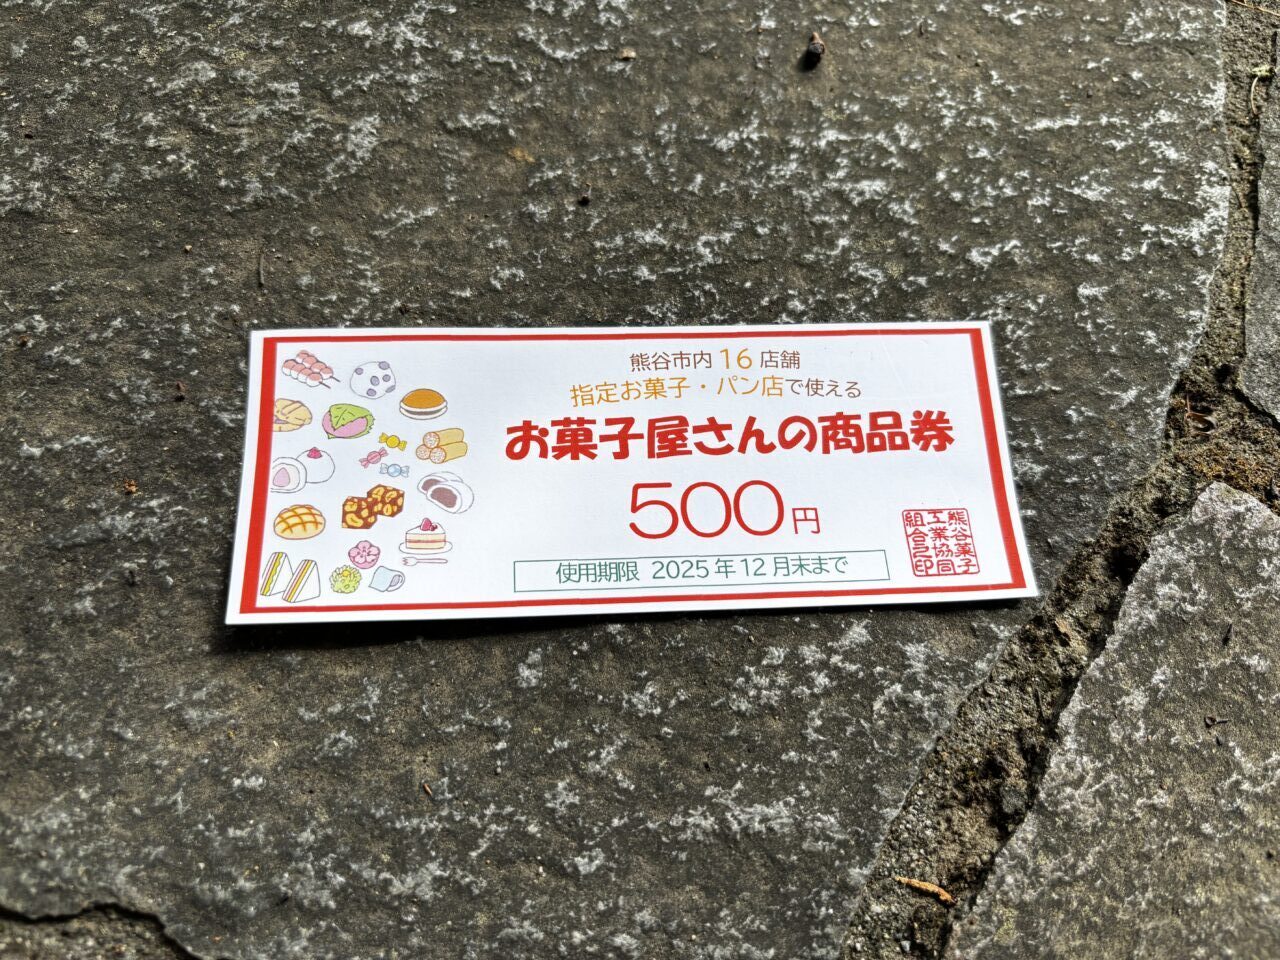 熊谷市内 16 店舗
指定お菓子・パン店で使える
お菓子屋さんの商品券
500円
使用期限 2025年12月末まで
熊谷菓子
工業協同
組合之印